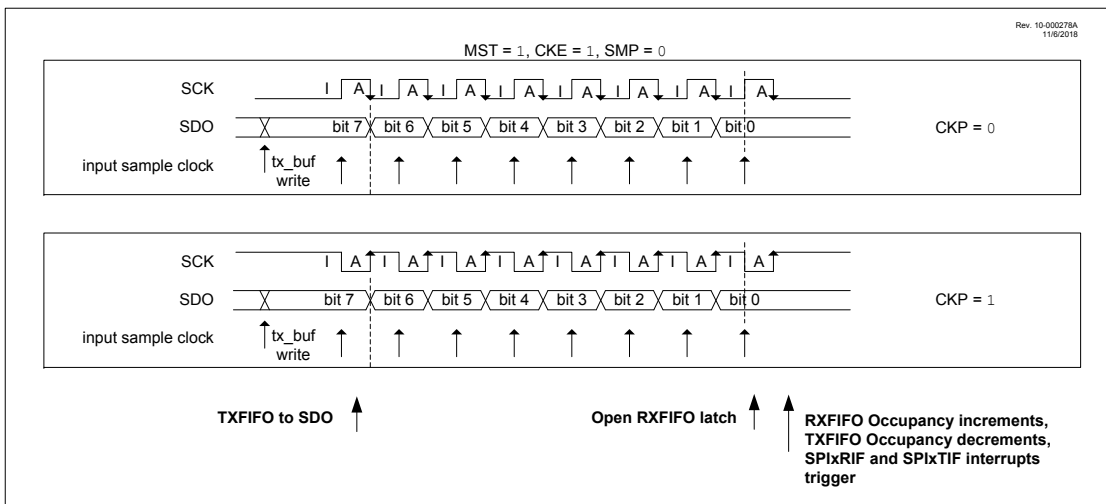 Rev. 10-000278A
11/6/2018
MST = 1, CKE = 1, SMP = 0
SCK I A I A I A I A I A I A I A I A
SDO bit 7 bit 6 bit 5 bit 4 bit 3 bit 2 bit 1 bit 0
CKP = 0
input sample clock
tx_buf
write
SCK I A I A I A I A I A I A I A I A
SDO bit 7 bit 6 bit 5 bit 4 bit 3 bit 2 bit 1 bit 0
CKP = 1
input sample clock
tx_buf
write
TXFIFO to SDO
Open RXFIFO latch
RXFIFO Occupancy increments,
TXFIFO Occupancy decrements,
SPIxRIF and SPIxTIF interrupts
trigger